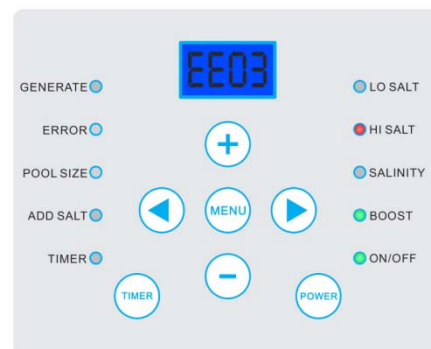 EE03
GENERATE
LO SALT
ERROR
HI SALT
+
POOL SIZE
SALINITY
MENU
ADD SALT
BOOST
TIMER
ON/OFF
−
TIMER
POWER